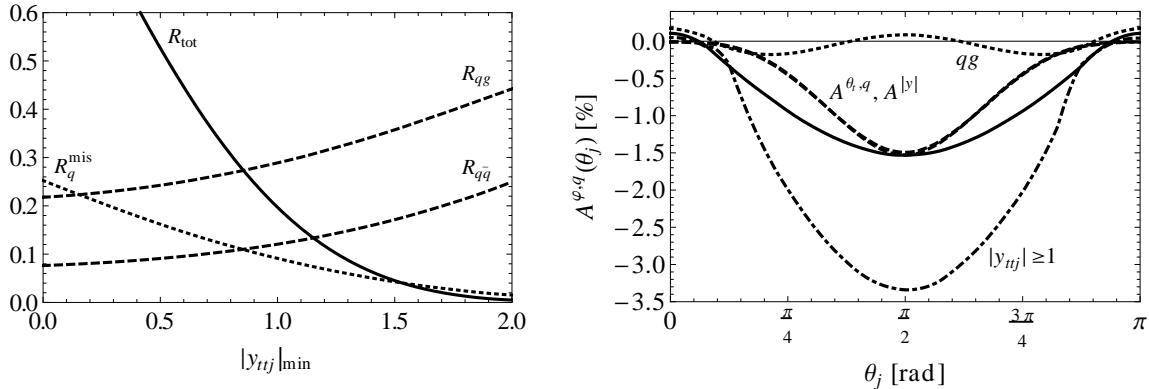 0.6
0.5
0.4
0.3
0.2
0.1
0.0
R_tot
R_qg
R_q^mis
R_qq̄
0.0 0.5 1.0 1.5 2.0
|y_ttj|_min
A^φ,q(θ_j) [%]
0.0
−0.5
−1.0
−1.5
−2.0
−2.5
−3.0
−3.5
qg
A^θ_t,q, A^|y|
|y_ttj| ≥1
0 π/4 π/2 3π/4 π
θ_j [rad]